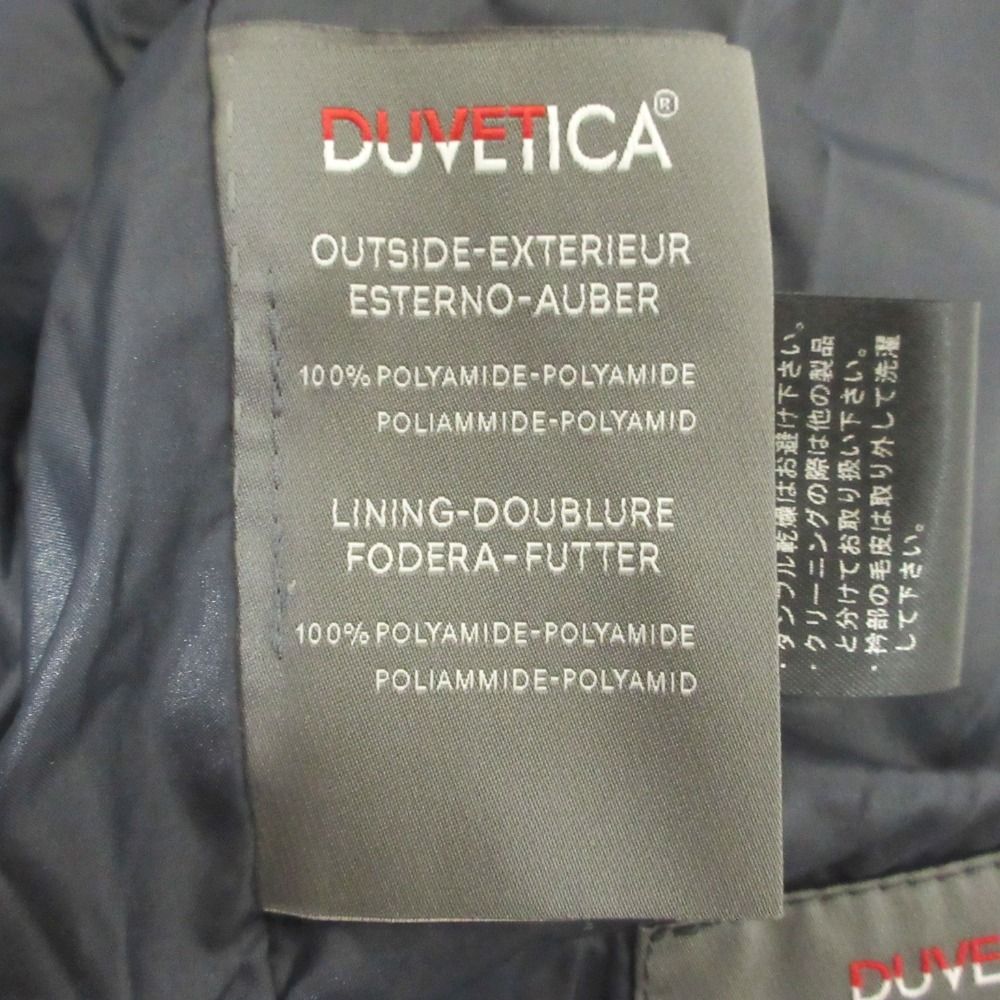 DUVETICA®
OUTSIDE-EXTERIEUR
ESTERNO-AUBER
100% POLYAMIDE-POLYAMIDE
POLIAMMIDE-POLYAMID
LINING-DOUBLURE
FODERA-FUTTER
100% POLYAMIDE-POLYAMIDE
POLIAMMIDE-POLYAMID
・タンブル乾燥はお避け下さい。
・クリーニングの際は他の製品
と分けてお取り扱い下さい。
・衿部の毛皮は取り外して洗濯
して下さい。
DUVE